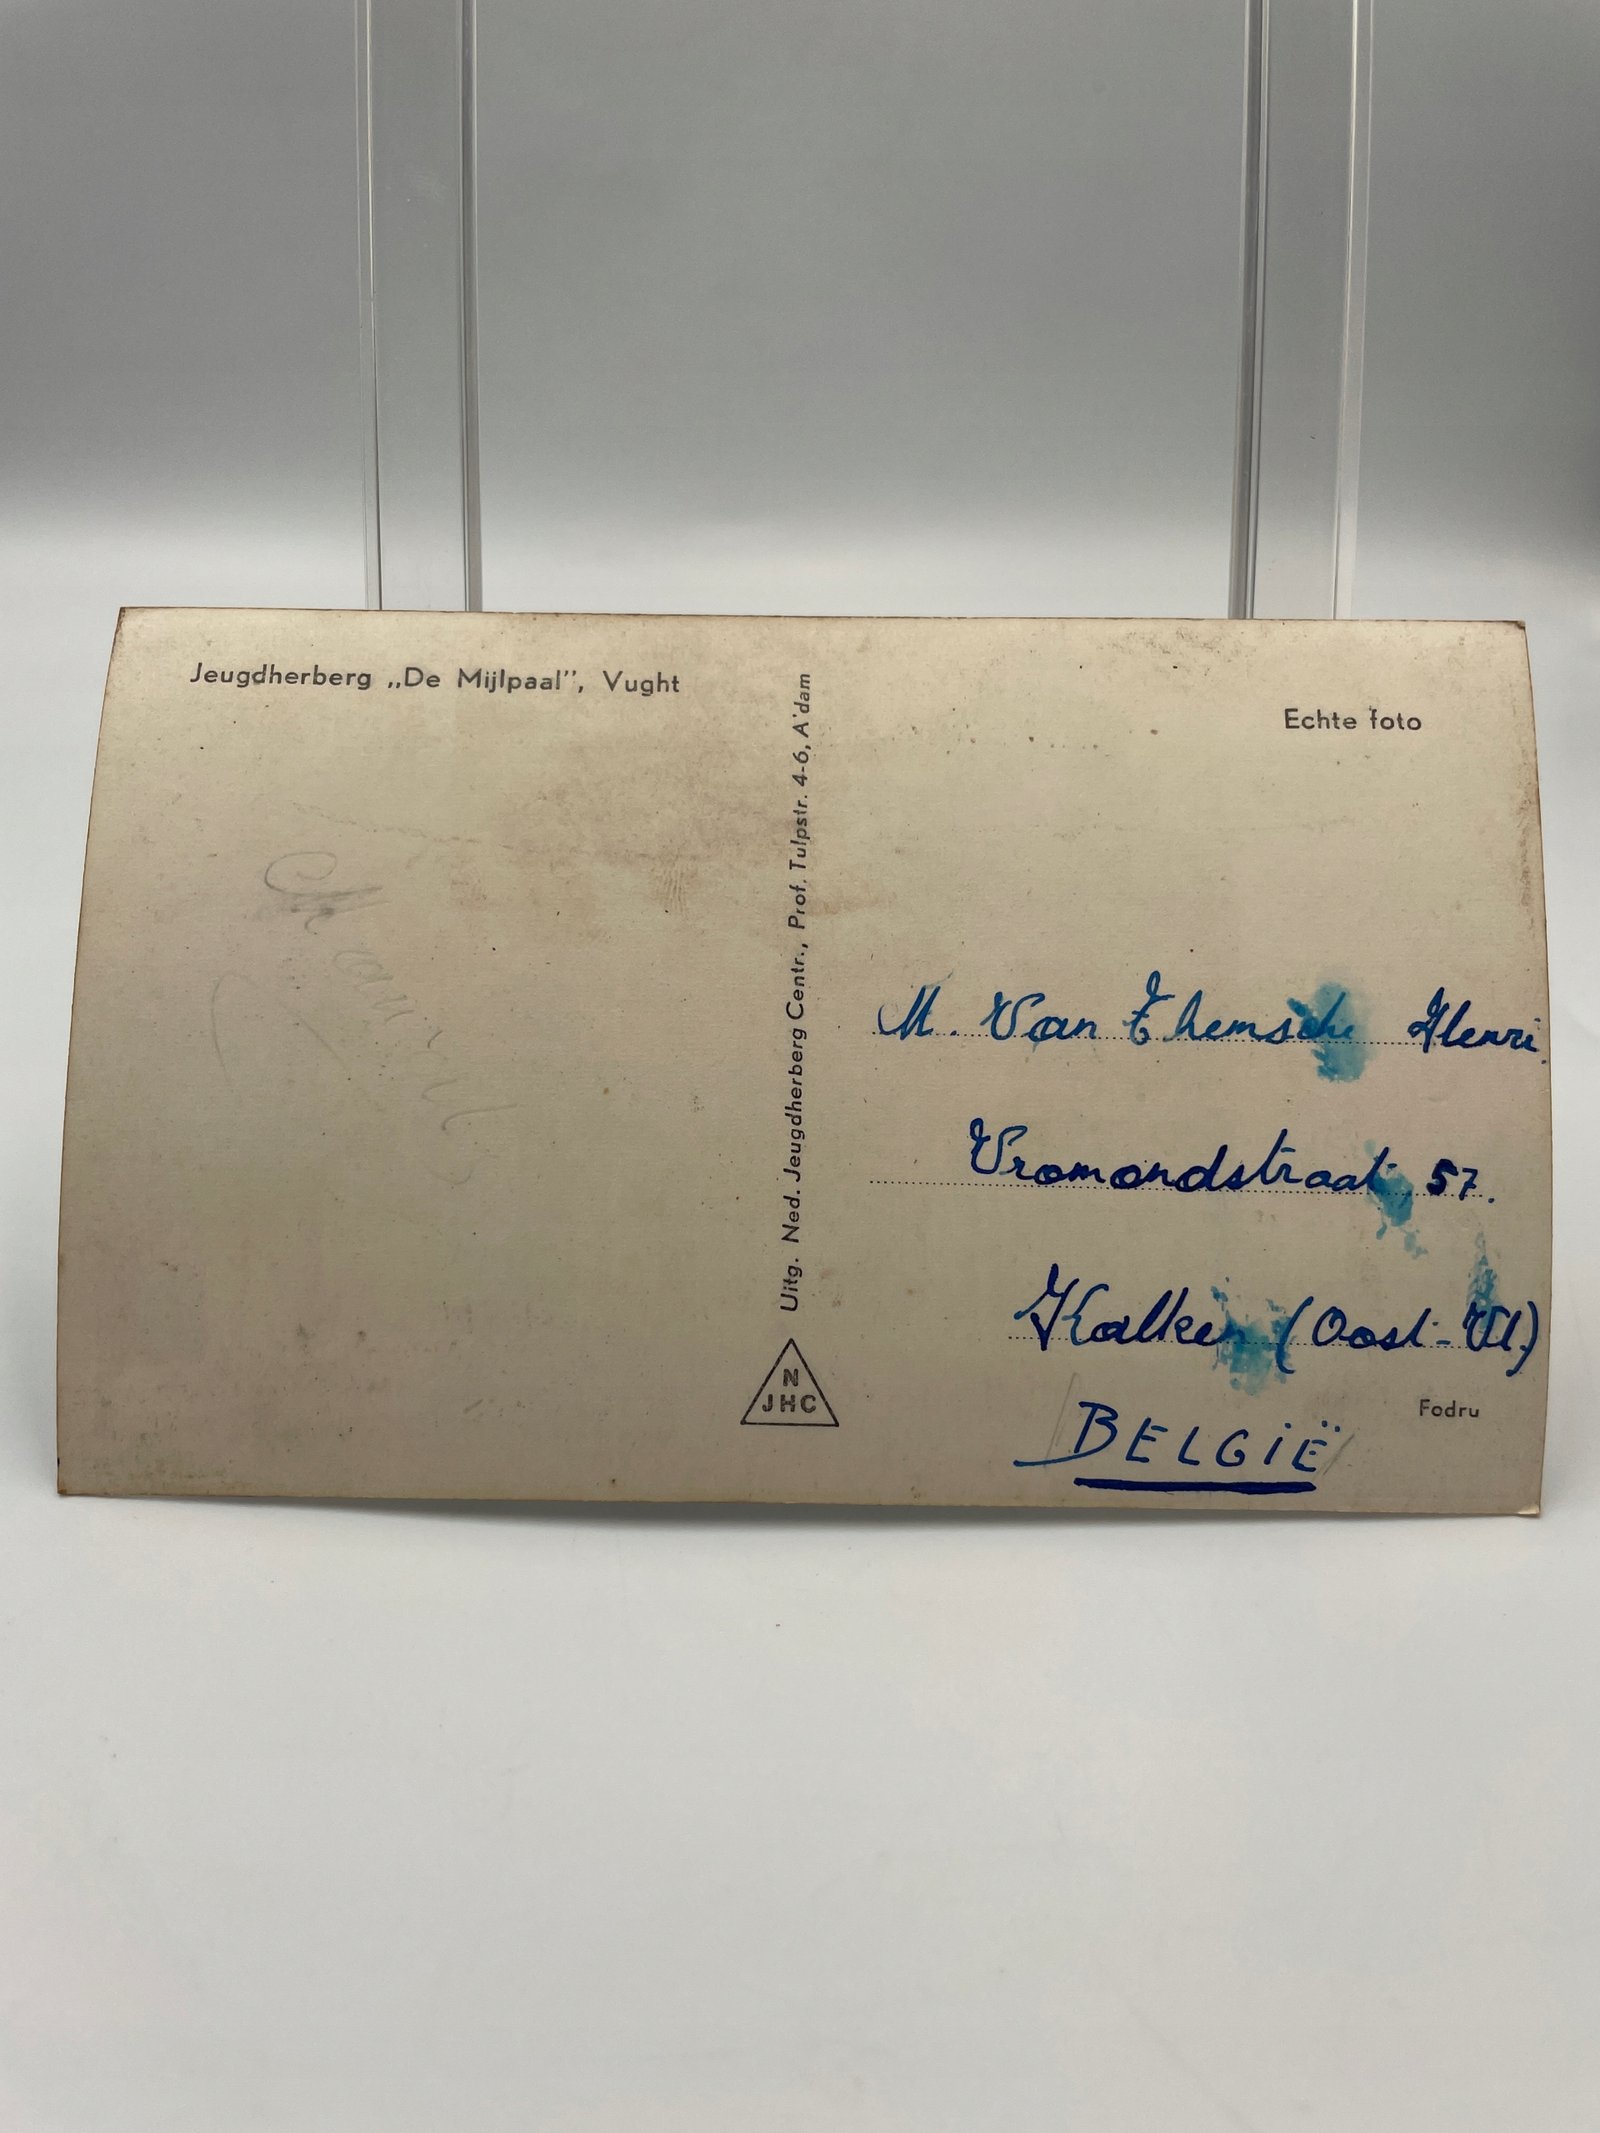 Jeugdherberg „De Mijlpaal”, Vught
Uitg. Ned. Jeugdherberg Centr., Prof. Tulpstr. 4-6, A'dam
N
JHC
Echte foto
M. Van Themsche Henri
Vromondstraat, 57.
Kalken (Oost-Vl.)
BELGIË
Fodru